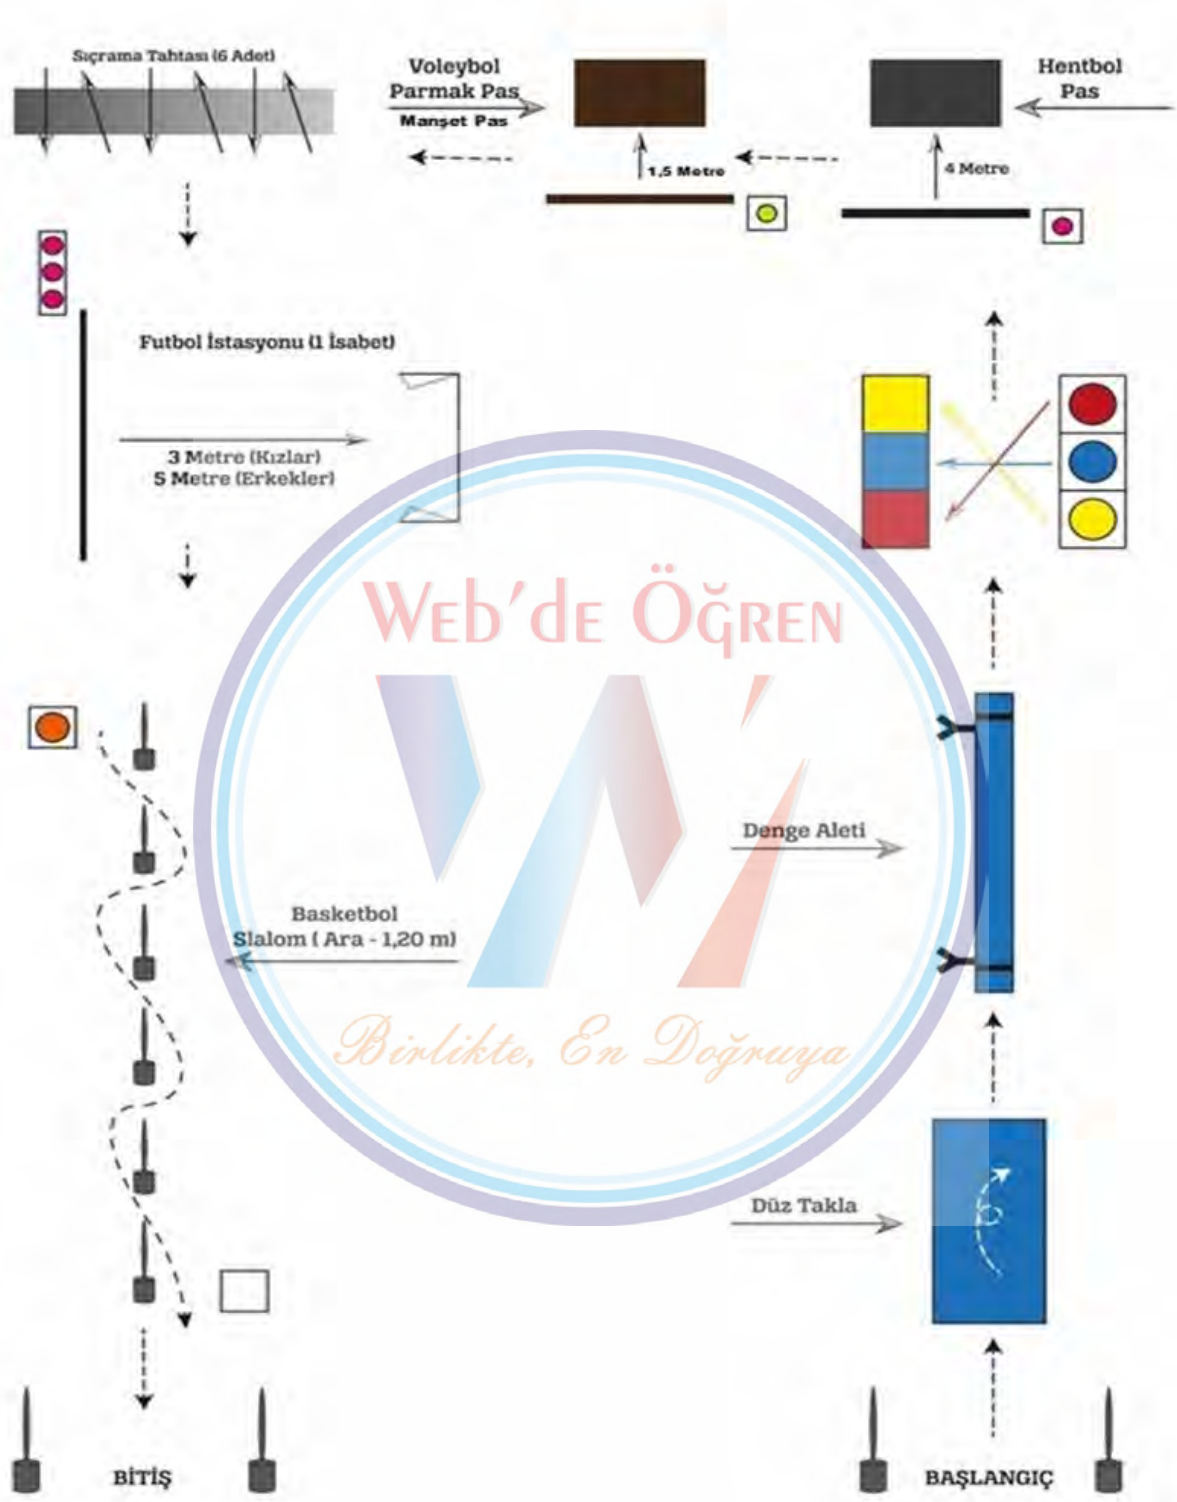 Sıçrama Tahtası (6 Adet)
Voleybol
Parmak Pas
Manşet Pas
Hentbol
Pas
1,5 Metre
4 Metre
Futbol İstasyonu (1 İsabet)
3 Metre (Kızlar)
5 Metre (Erkekler)
Web'de Öğren
Denge Aleti
Basketbol
Slalom ( Ara - 1,20 m)
Birlikte, En Doğruya
Düz Takla
BİTİŞ
BAŞLANGIÇ